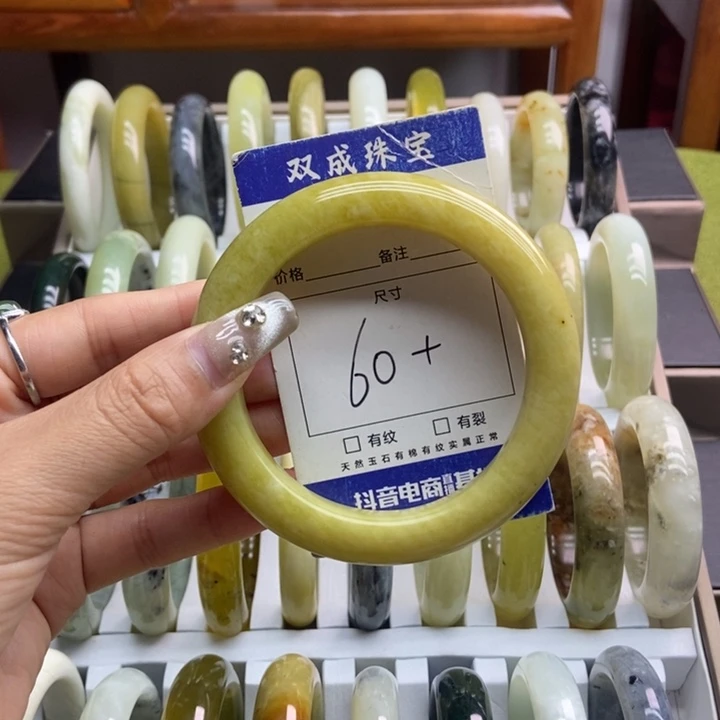 双成珠宝
价格 备注
尺寸
60+
□有纹 □有裂
天然玉石有棉有纹实属正常
抖音电商